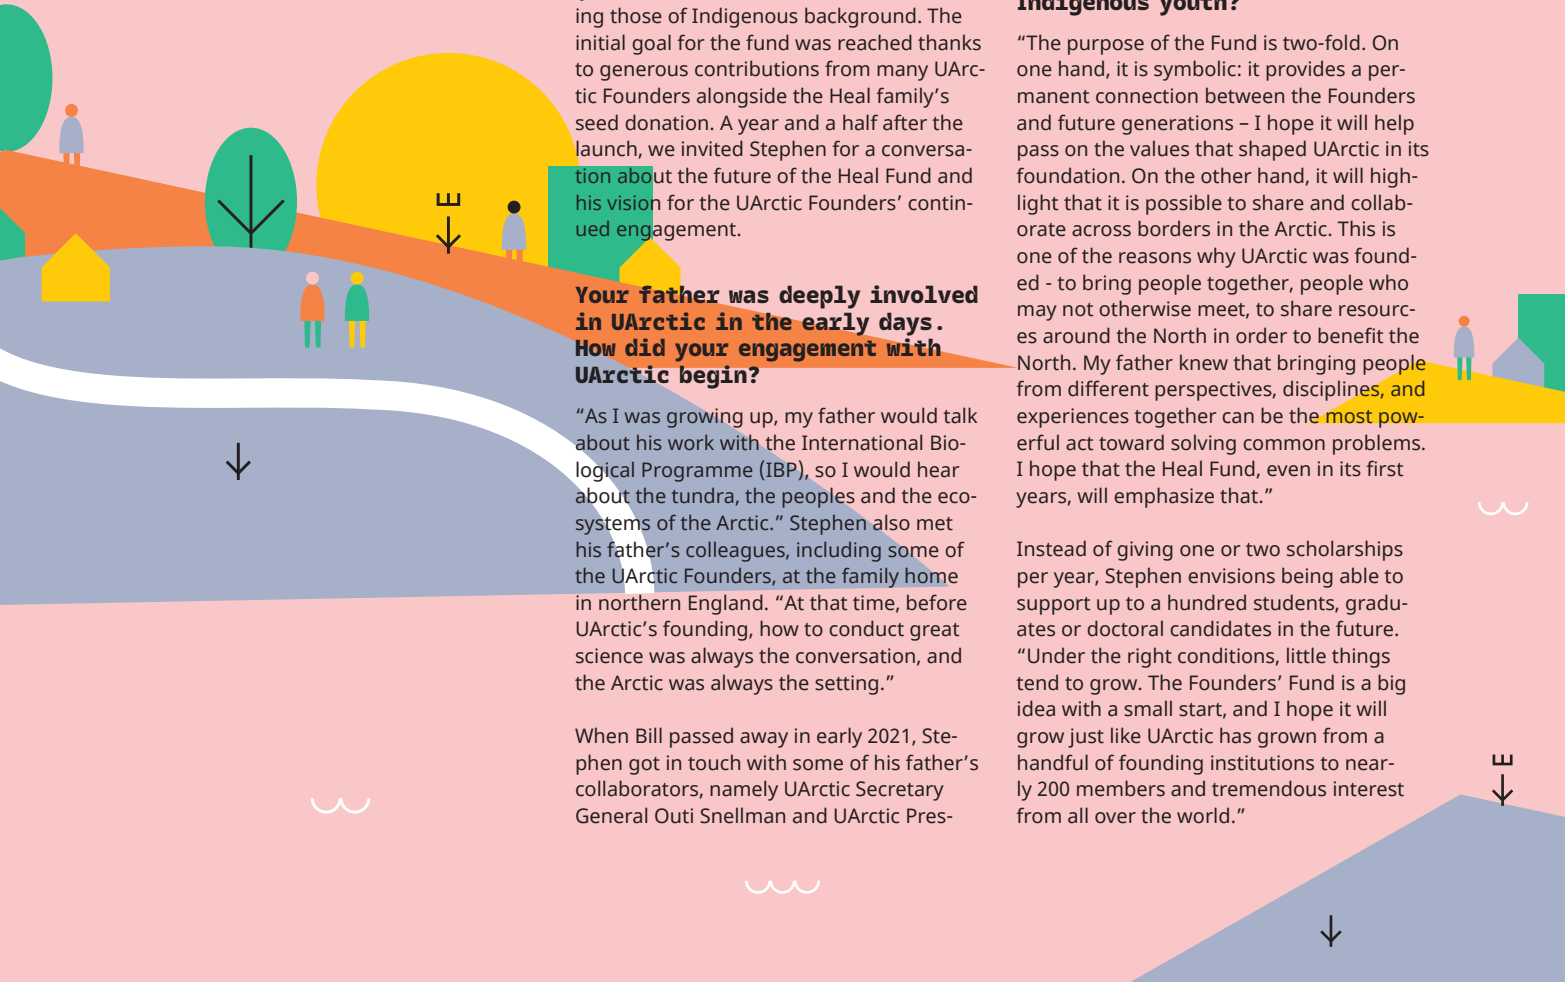 ing those of Indigenous background. The
initial goal for the fund was reached thanks
to generous contributions from many UArc-
tic Founders alongside the Heal family’s
seed donation. A year and a half after the
launch, we invited Stephen for a conversa-
tion about the future of the Heal Fund and
his vision for the UArctic Founders’ contin-
ued engagement.
Your father was deeply involved
in UArctic in the early days.
How did your engagement with
UArctic begin?
“As I was growing up, my father would talk
about his work with the International Bio-
logical Programme (IBP), so I would hear
about the tundra, the peoples and the eco-
systems of the Arctic.” Stephen also met
his father’s colleagues, including some of
the UArctic Founders, at the family home
in northern England. “At that time, before
UArctic’s founding, how to conduct great
science was always the conversation, and
the Arctic was always the setting.”
When Bill passed away in early 2021, Ste-
phen got in touch with some of his father’s
collaborators, namely UArctic Secretary
General Outi Snellman and UArctic Pres-
Indigenous youth?
“The purpose of the Fund is two-fold. On
one hand, it is symbolic: it provides a per-
manent connection between the Founders
and future generations – I hope it will help
pass on the values that shaped UArctic in its
foundation. On the other hand, it will high-
light that it is possible to share and collab-
orate across borders in the Arctic. This is
one of the reasons why UArctic was found-
ed - to bring people together, people who
may not otherwise meet, to share resourc-
es around the North in order to benefit the
North. My father knew that bringing people
from different perspectives, disciplines, and
experiences together can be the most pow-
erful act toward solving common problems.
I hope that the Heal Fund, even in its first
years, will emphasize that.”
Instead of giving one or two scholarships
per year, Stephen envisions being able to
support up to a hundred students, gradu-
ates or doctoral candidates in the future.
“Under the right conditions, little things
tend to grow. The Founders’ Fund is a big
idea with a small start, and I hope it will
grow just like UArctic has grown from a
handful of founding institutions to near-
ly 200 members and tremendous interest
from all over the world.”